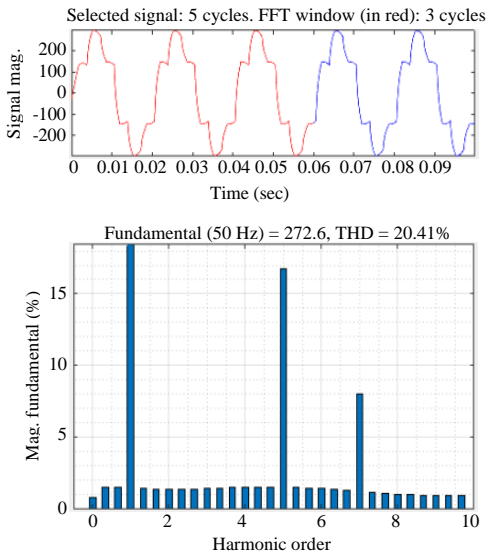 Selected signal: 5 cycles. FFT window (in red): 3 cycles
200
100
0
-100
-200
Signal mag.
0 0.01 0.02 0.03 0.04 0.05 0.06 0.07 0.08 0.09
Time (sec)
Fundamental (50 Hz) = 272.6, THD = 20.41%
15
10
5
0
Mag. fundamental (%)
0 2 4 6 8 10
Harmonic order